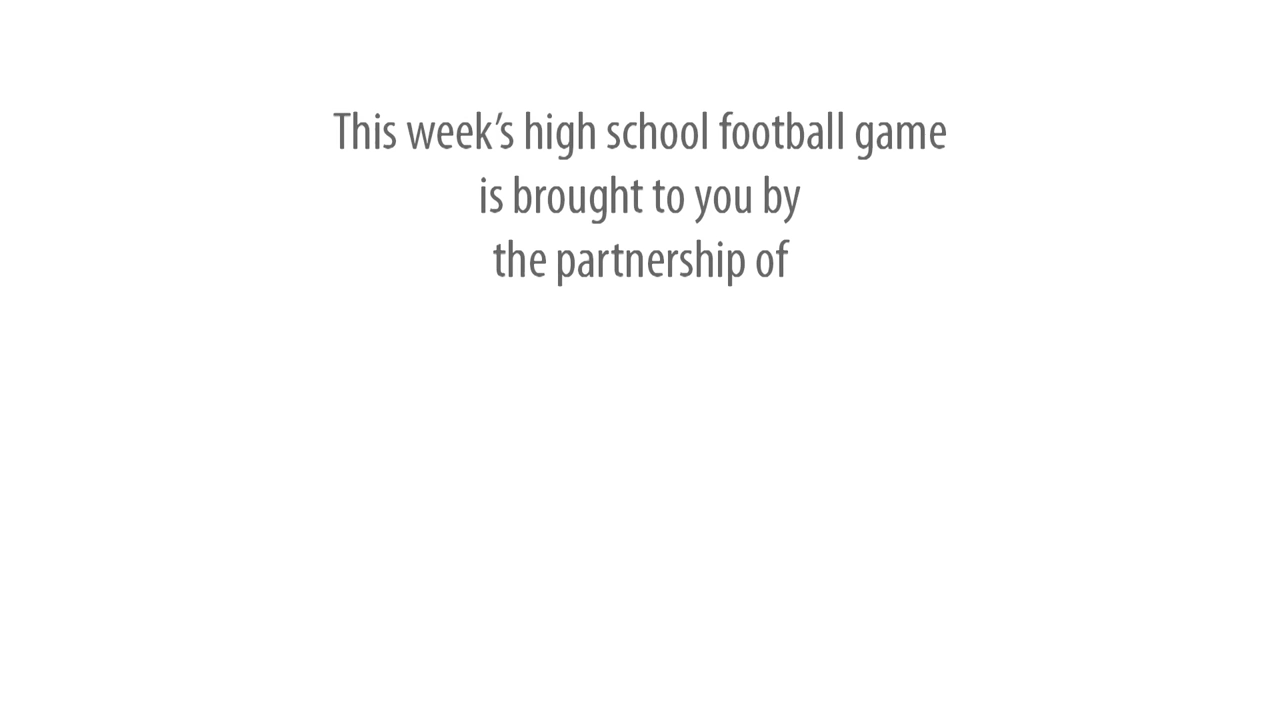 This week’s high school football game
is brought to you by
the partnership of